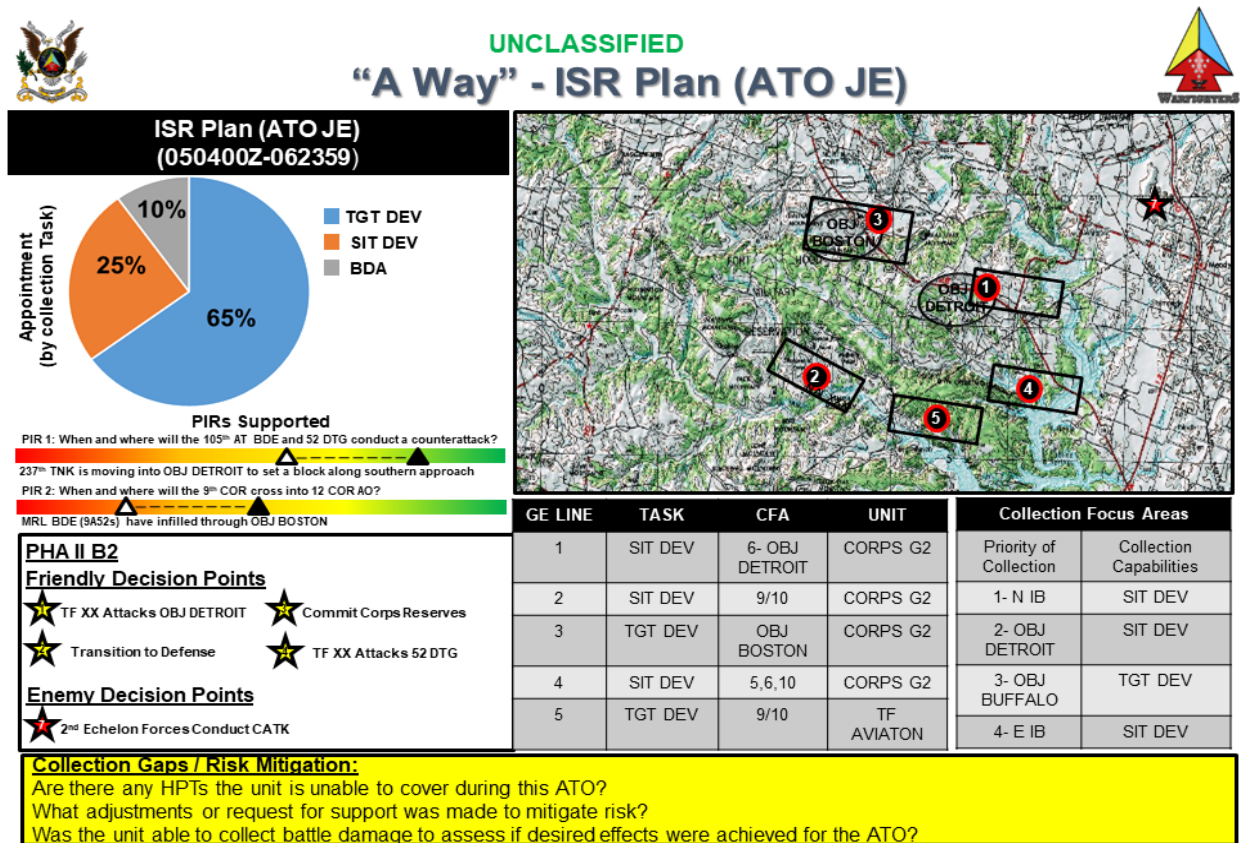 UNCLASSIFIED
“A Way” - ISR Plan (ATO JE)
WARFIGHTERS
ISR Plan (ATO JE)
(050400Z-062359)
Appointment
(by collection Task)
10%
25%
65%
TGT DEV
SIT DEV
BDA
PIRs Supported
PIR 1: When and where will the 105th AT BDE and 52 DTG conduct a counterattack?
237th TNK is moving into OBJ DETROIT to set a block along southern approach
PIR 2: When and where will the 9th COR cross into 12 COR AO?
MRL BDE (9A52s) have infilled through OBJ BOSTON
PHA II B2
Friendly Decision Points
1 TF XX Attacks OBJ DETROIT
3 Commit Corps Reserves
2 Transition to Defense
4 TF XX Attacks 52 DTG
Enemy Decision Points
7 2nd Echelon Forces Conduct CATK
7
OBJ
BOSTON
3
OBJ
DETROIT
1
2
4
5
FORT HOOD
MILITARY
RESERVATION
GE LINE TASK CFA UNIT
1 SIT DEV 6- OBJ DETROIT CORPS G2
2 SIT DEV 9/10 CORPS G2
3 TGT DEV OBJ BOSTON CORPS G2
4 SIT DEV 5,6,10 CORPS G2
5 TGT DEV 9/10 TF AVIATON
Collection Focus Areas
Priority of Collection Collection Capabilities
1- N IB SIT DEV
2- OBJ DETROIT SIT DEV
3- OBJ BUFFALO TGT DEV
4- E IB SIT DEV
Collection Gaps / Risk Mitigation:
Are there any HPTs the unit is unable to cover during this ATO?
What adjustments or request for support was made to mitigate risk?
Was the unit able to collect battle damage to assess if desired effects were achieved for the ATO?